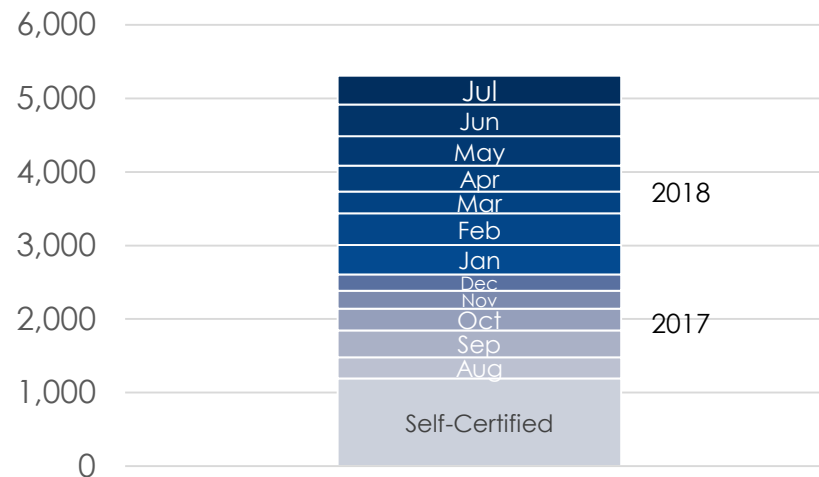 6,000
5,000
4,000
3,000
2,000
1,000
0
Jul
Jun
May
Apr
Mar
Feb
Jan
Dec
Nov
Oct
Sep
Aug
Self-Certified
2018
2017